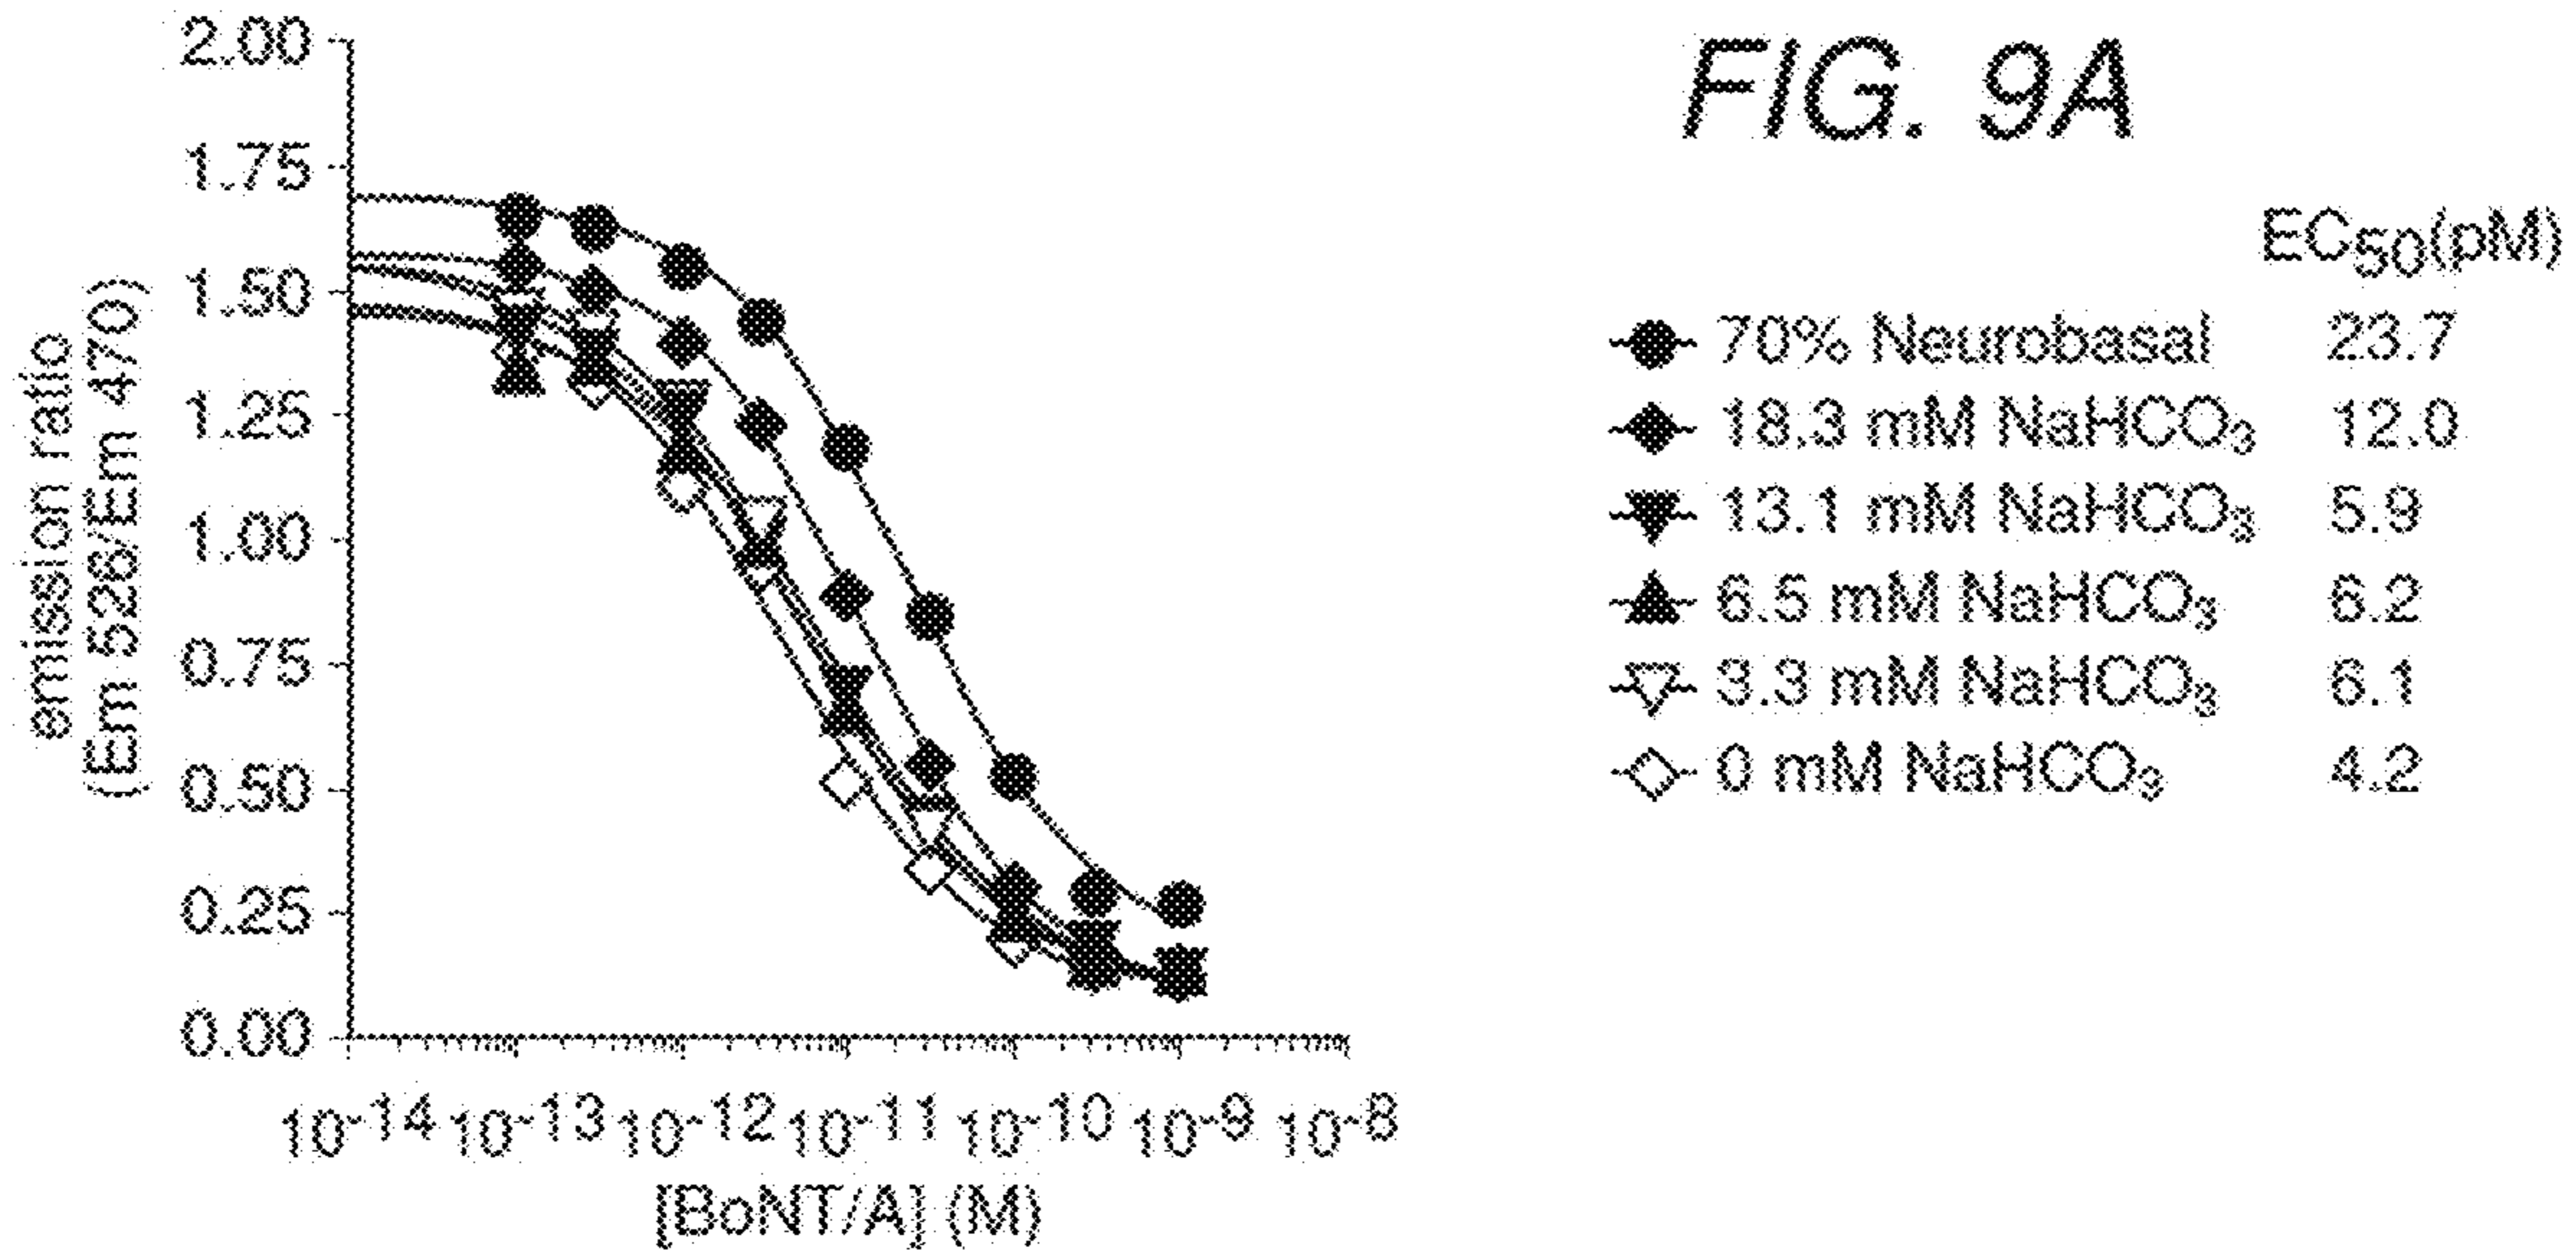 FIG. 9A
2.00
1.75
1.50
1.25
1.00
0.75
0.50
0.25
0.00
emission ratio
(Em 526/Em 470)
10-14 10-13 10-12 10-11 10-10 10-9 10-8
[BoNT/A] (M)
EC50(pM)
70% Neurobasal 23.7
18.3 mM NaHCO3 12.0
13.1 mM NaHCO3 5.9
6.5 mM NaHCO3 6.2
3.3 mM NaHCO3 6.1
0 mM NaHCO3 4.2